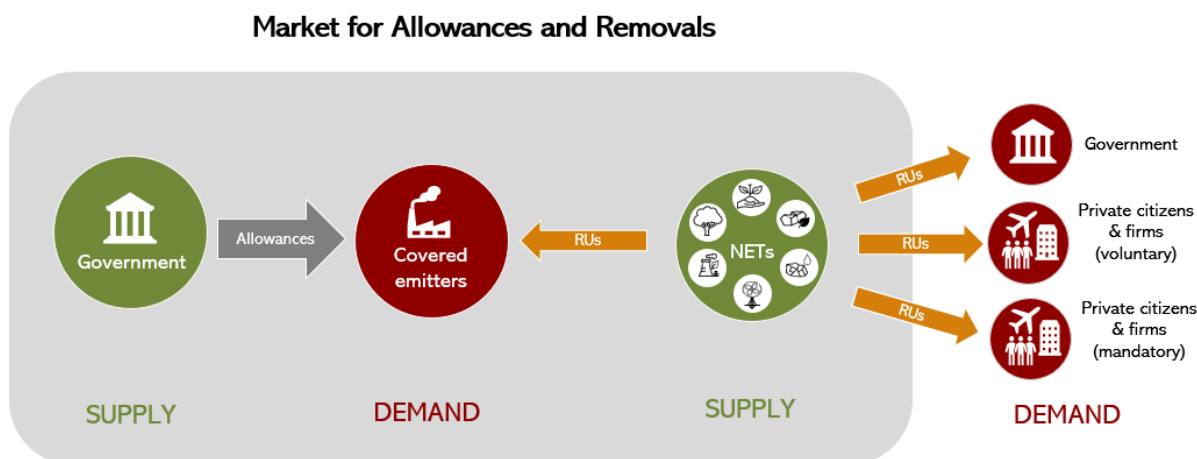 Market for Allowances and Removals
Government
Allowances
Covered
emitters
RUs
NETs
RUs
RUs
RUs
Government
Private citizens
& firms
(voluntary)
Private citizens
& firms
(mandatory)
SUPPLY
DEMAND
SUPPLY
DEMAND